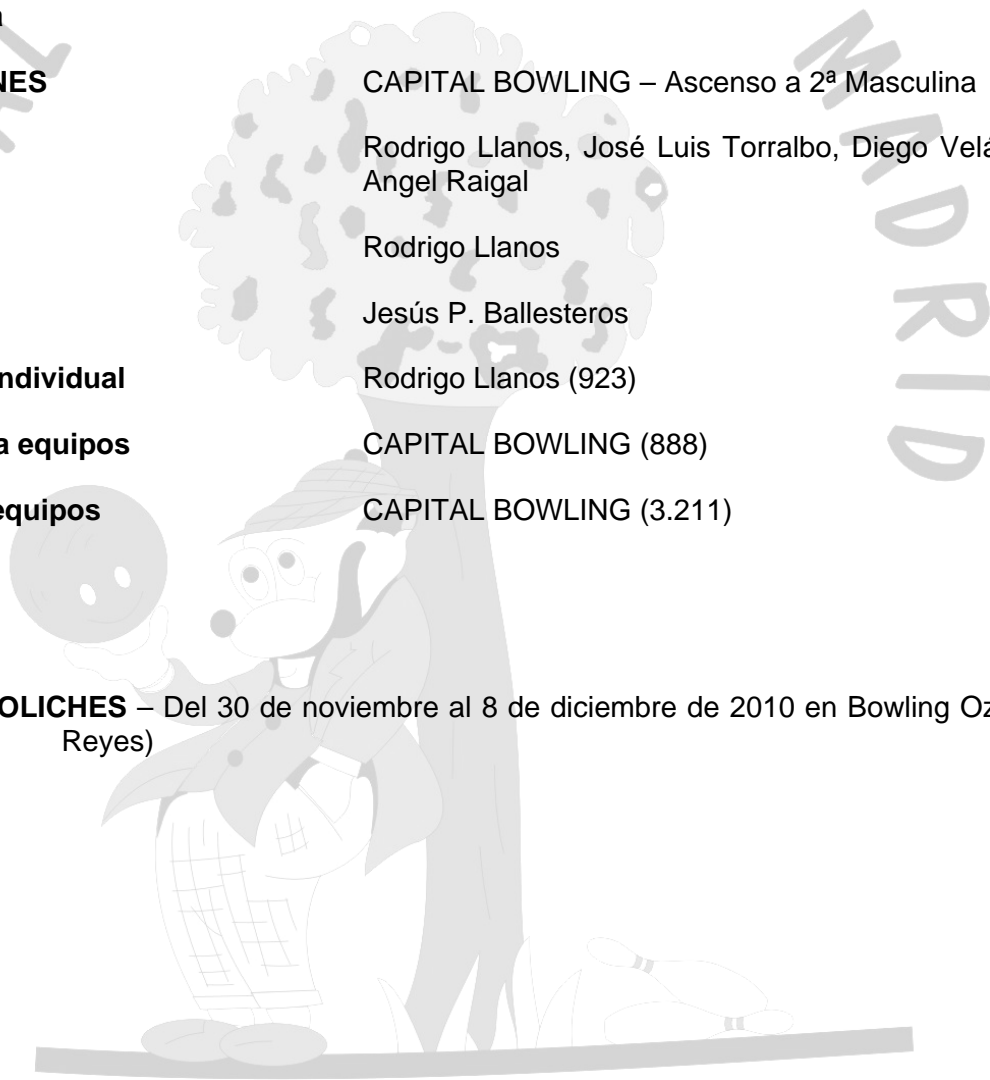 NES CAPITAL BOWLING – Ascenso a 2ª Masculina
Rodrigo Llanos, José Luis Torralbo, Diego Velá
Angel Raigal
Rodrigo Llanos
Jesús P. Ballesteros
ndividual Rodrigo Llanos (923)
a equipos CAPITAL BOWLING (888)
equipos CAPITAL BOWLING (3.211)
OLICHES – Del 30 de noviembre al 8 de diciembre de 2010 en Bowling Oz
Reyes)
MADRID